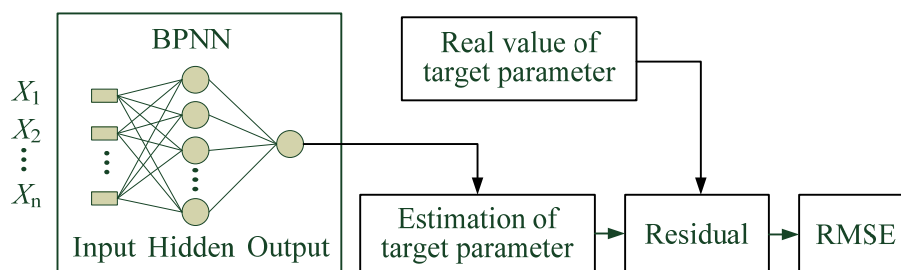 BPNN
X1
X2
Xn
Input Hidden Output
Real value of
target parameter
Estimation of
target parameter
Residual
RMSE